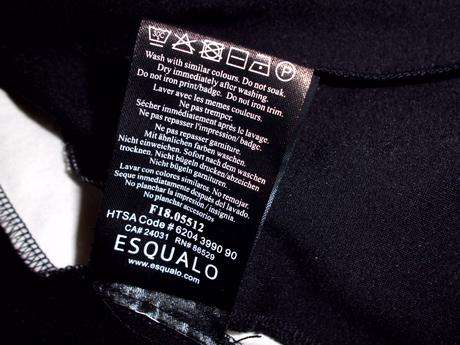 Wash with similar colours. Do not soak.
Dry immediately after washing.
Do not iron print/badge. Do not iron trim.
Laver avec les memes couleurs.
Ne pas tremper.
Sécher immédiatement après le lavage.
Ne pas repasser l'impression/ badge.
Ne pas repasser garniture.
Mit ähnlichen farben waschen
Nicht einweichen. Sofort nach dem waschen
trocknen. Nicht bügeln drucken abzeichen
Nicht bügeln garnituren.
Lavar con colores similares. No remojar.
Seque inmediatamente después del lavado.
No planchar la impresión / insignia.
No planchar accesorios
F18.05512
HTSA Code # 6204 3990 90
CA# 24031 RN# 86529
ESQUALO
www.esqualo.com